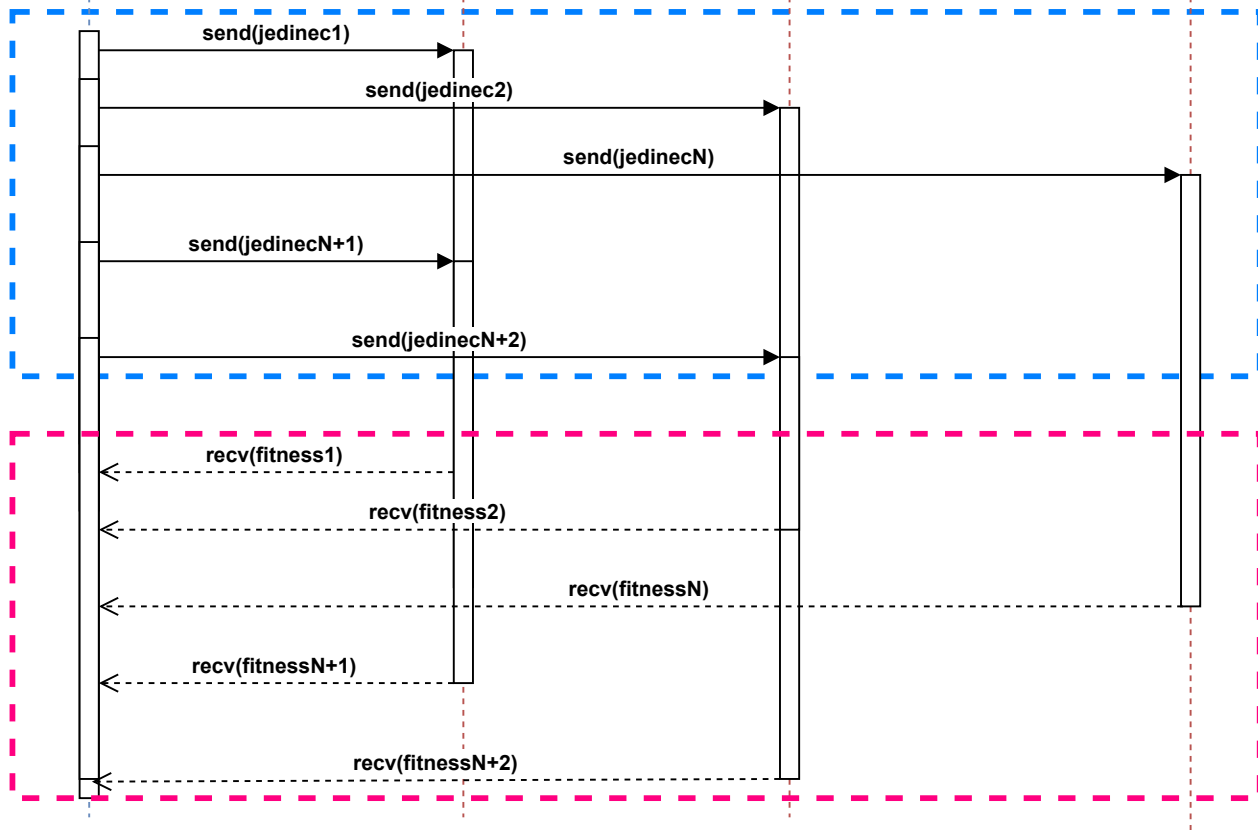 send(jedinec1)
send(jedinec2)
send(jedinecN)
send(jedinecN+1)
send(jedinecN+2)
recv(fitness1)
recv(fitness2)
recv(fitnessN)
recv(fitnessN+1)
recv(fitnessN+2)